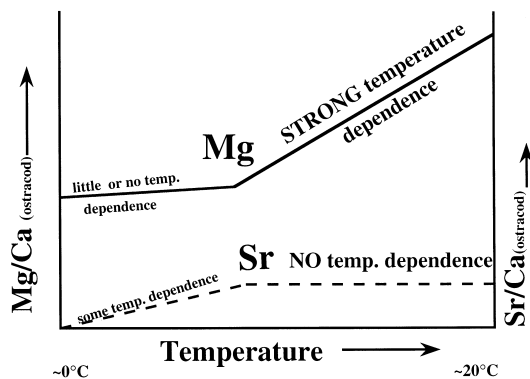 Mg/Ca (ostracod)
STRONG temperature
dependence
Mg
little or no temp.
dependence
Sr NO temp. dependence
some temp. dependence
Sr/Ca(ostracod)
Temperature
~0°C
~20°C